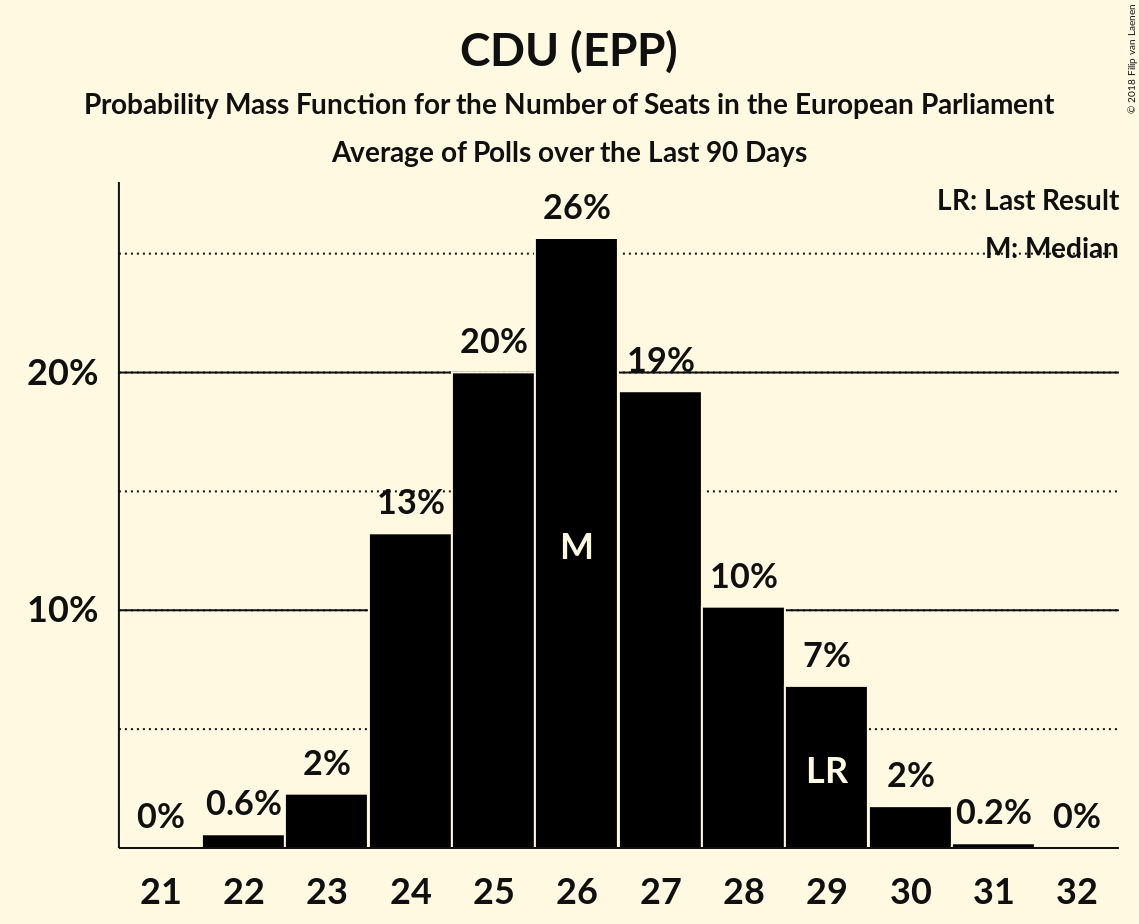 © 2018 Filip van Laenen
CDU (EPP)
Probability Mass Function for the Number of Seats in the European Parliament
Average of Polls over the Last 90 Days
LR: Last Result
M: Median
26%
20%
19%
20%
13%
M
10%
10%
7%
LR
2%
2%
0.6%
0.2%
0%
0%
21 22 23 24 25 26 27 28 29 30 31 32